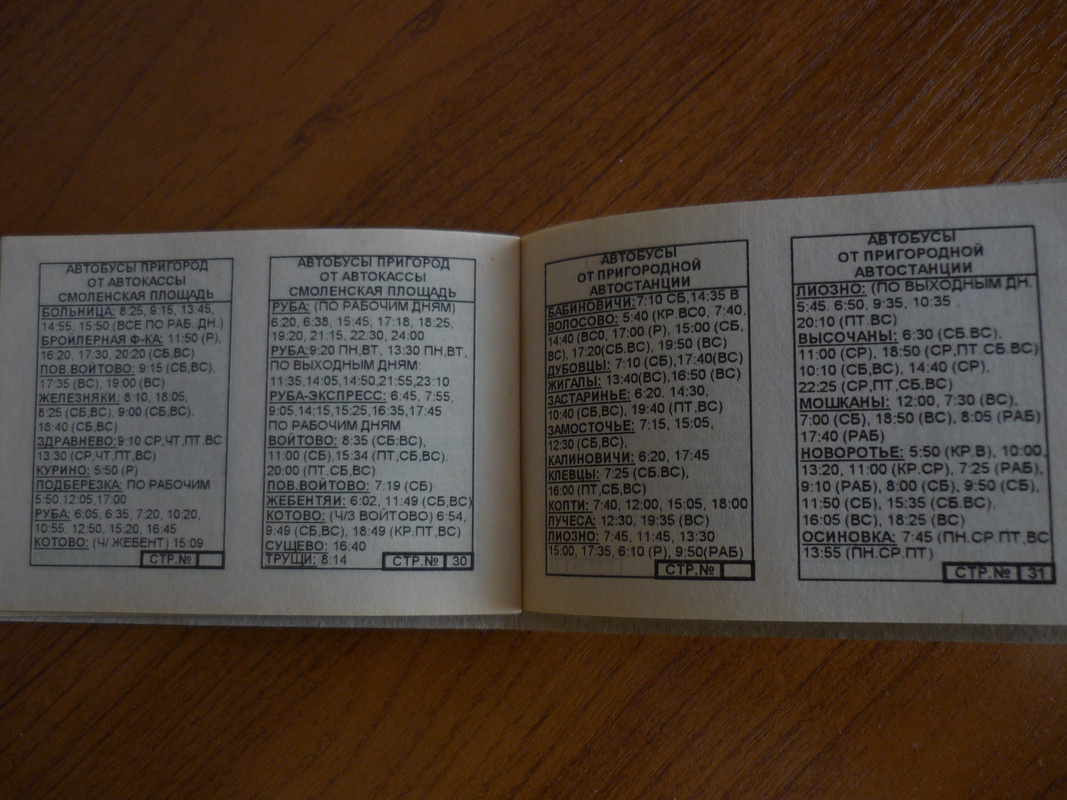 АВТОБУСЫ ПРИГОРОД
ОТ АВТОКАССЫ
СМОЛЕНСКАЯ ПЛОЩАДЬ
БОЛЬНИЦА: 8:25, 9:15, 13:45,
14:55, 15:50 (ВСЕ ПО РАБ. ДН.)
БРОЙЛЕРНАЯ Ф-КА: 11:50 (Р),
16:20, 17:30, 20:20 (СБ,ВС)
ПОВ.ВОЙТОВО: 9:15 (СБ,ВС),
17:35 (ВС), 19:00 (ВС)
ЖЕЛЕЗНЯКИ: 8:10, 18:05,
8:25 (СБ,ВС), 9:00 (СБ,ВС),
18:40 (СБ,ВС)
ЗДРАВНЕВО:9:10 СР,ЧТ,ПТ,ВС
13:30 (СР,ЧТ,ПТ,ВС)
КУРИНО: 5:50 (Р)
ПОДБЕРЕЗКА: ПО РАБОЧИМ
5:50,12:05,17:00
РУБА: 6:05, 6:35, 7:20, 10:20,
10:55, 12:50, 15:20, 16:45
КОТОВО: (Ч/ ЖЕБЕНТ) 15:09
СТР.№
АВТОБУСЫ ПРИГОРОД
ОТ АВТОКАССЫ
СМОЛЕНСКАЯ ПЛОЩАДЬ
РУБА: (ПО РАБОЧИМ ДНЯМ)
6:20, 6:38, 15:45, 17:18, 18:25,
19:20, 21:15, 22:30, 24:00
РУБА:9:20 ПН,ВТ, 13:30 ПН,ВТ,
ПО ВЫХОДНЫМ ДНЯМ:
11:35,14:05,14:50,21:55,23:10
РУБА-ЭКСПРЕСС: 6:45, 7:55,
9:05,14:15,15:25,16:35,17:45
ПО РАБОЧИМ ДНЯМ
ВОЙТОВО: 8:35 (СБ:ВС),
11:00 (СБ),15:34 (ПТ,СБ,ВС).
20:00 (ПТ.СБ,ВС)
ПОВ.ВОЙТОВО: 7:19 (СБ)
ЖЕБЕНТЯИ: 6:02, 11:49 (СБ,ВС)
КОТОВО: (Ч/З ВОЙТОВО) 6:54,
9:49 (СБ,ВС), 18:49 (КР.ПТ,ВС)
СУЩЕВО: 16:40
ТРУЩИ: 8:14
СТР.№ 30
АВТОБУСЫ
ОТ ПРИГОРОДНОЙ
АВТОСТАНЦИИ
БАБИНОВИЧИ:7:10 СБ,14:35 В
ВОЛОСОВО: 5:40 (КР.ВСО, 7:40,
14:40 (ВСО, 17:00 (Р), 15:00 (СБ,
ВС), 17:20(СБ.ВС), 19:50 (ВС)
ДУБОВЦЫ: 7:10 (СБ),17:40(ВС)
ЖИГАЛЫ: 13:40(ВС),16:50 (ВС)
ЗАСТАРИНЬЕ: 6:20. 14:30,
10:40 (СБ,ВС), 19:40 (ПТ,ВС)
ЗАМОСТОЧЬЕ: 7:15, 15:05,
12:30 (СБ,ВС),
КАЛИНОВИЧИ: 6:20, 17:45
КЛЕВЦЫ: 7:25 (СБ.ВС),
16:00 (ПТ,СБ,ВС)
КОПТИ: 7:40, 12:00, 15:05, 18:00
ЛУЧЕСА: 12:30, 19:35 (ВС)
ЛИОЗНО: 7:45, 11:45, 13:30
15:00, 17:35, 6:10 (Р), 9:50(РАБ)
СТР.№
АВТОБУСЫ
ОТ ПРИГОРОДНОЙ
АВТОСТАНЦИИ
ЛИОЗНО: (ПО ВЫХОДНЫМ ДН.
5:45. 6:50, 9:35, 10:35
20:10 (ПТ.ВС)
ВЫСОЧАНЫ: 6:30 (СБ.ВС)
11:00 (СР), 18:50 (СР,ПТ.СБ.ВС)
10:10 (СБ,ВС), 14:40 (СР).
22:25 (СР,ПТ,СБ.ВС)
МОШКАНЫ: 12:00, 7:30 (ВС),
7:00 (СБ), 18:50 (ВС), 8:05 (РАБ)
17:40 (РАБ)
НОВОРОТЬЕ: 5:50 (КР.В), 10:00,
13:20, 11:00 (КР.СР), 7:25 (РАБ),
9:10 (РАБ), 8:00 (СБ), 9:50 (СБ),
11:50 (СБ), 15:35 (СБ.ВС)
16:05 (ВС), 18:25 (ВС)
ОСИНОВКА: 7:45 (ПН.СР.ПТ,ВС
13:55 (ПН.СР.ПТ)
СТР.№ 31